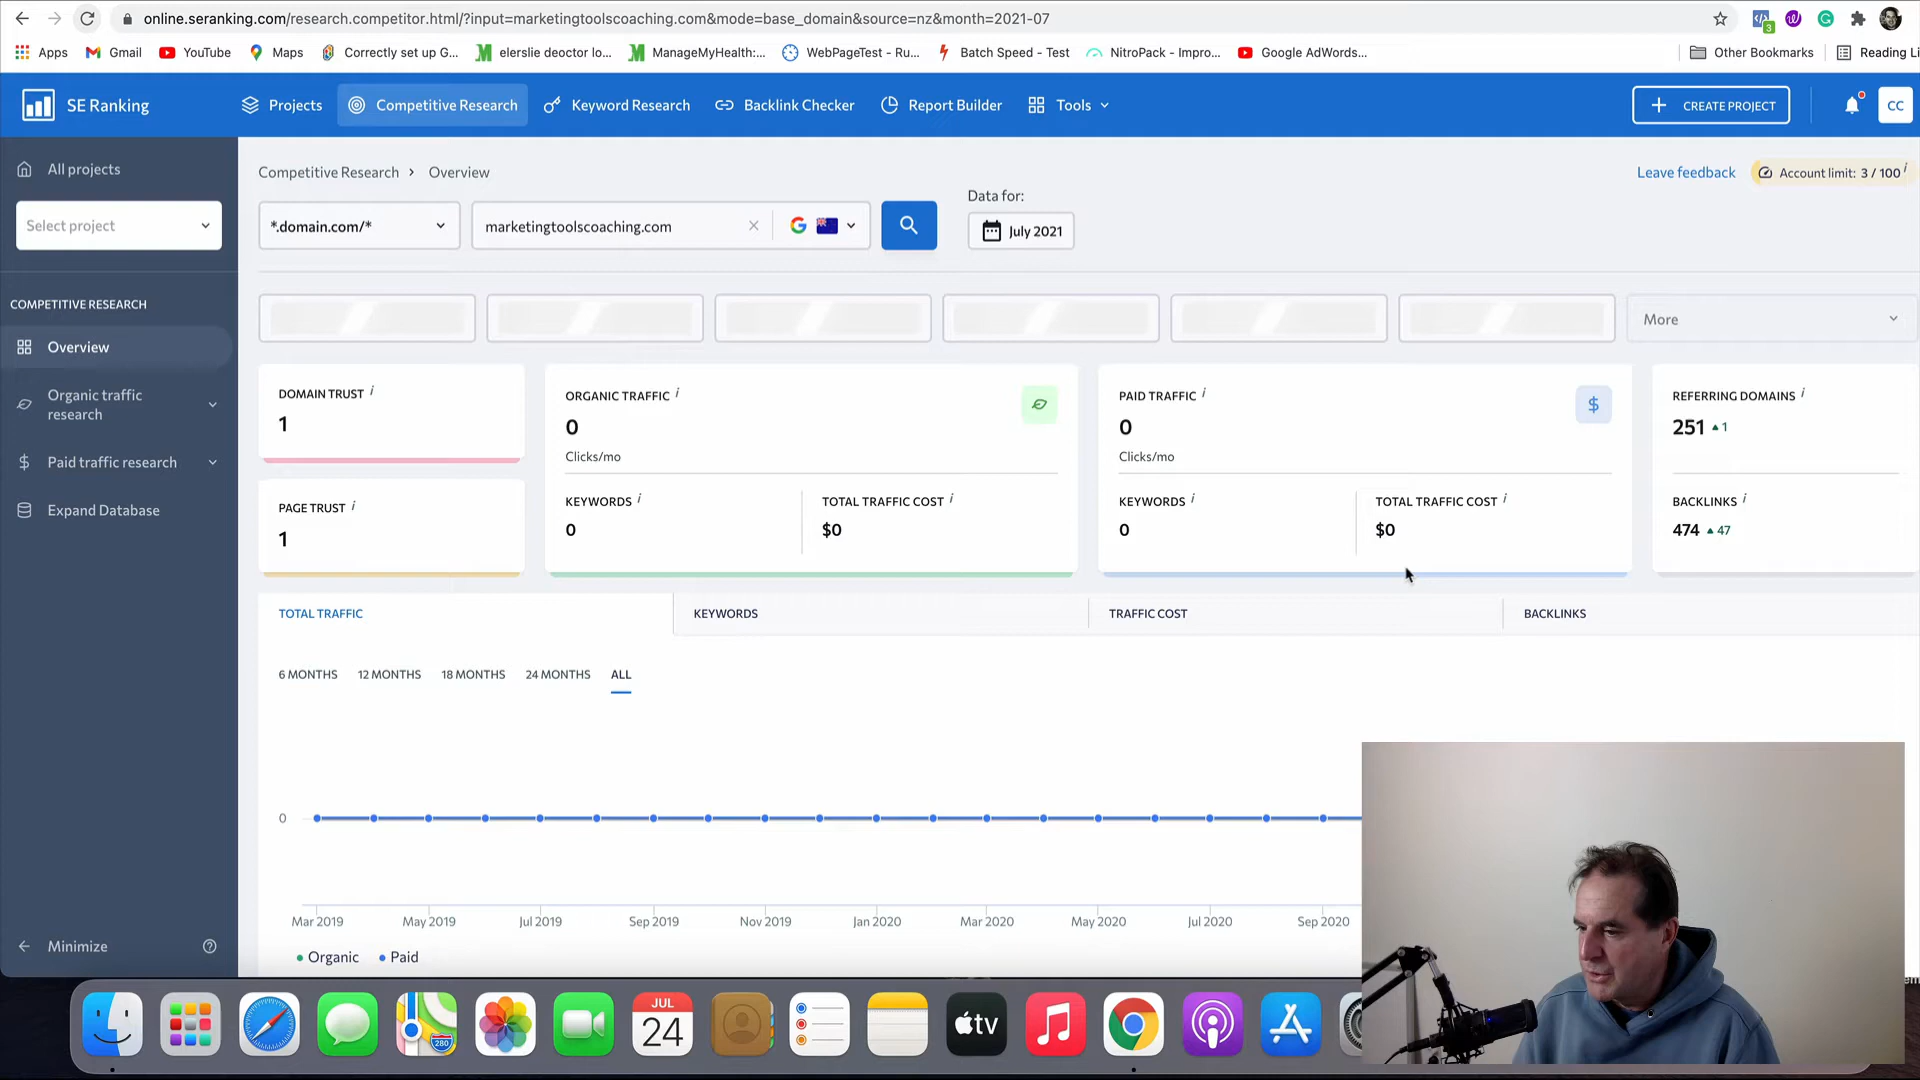 online.seranking.com/research.competitor.html/?input=marketingtoolscoaching.com&mode=base_domain&source=nz&month=2021-07
3
Apps Gmail YouTube Maps Correctly set up G... elerslie deoctor lo... ManageMyHealth:... WebPageTest - Ru... Batch Speed - Test NitroPack - Impro... Google AdWords... Other Bookmarks Reading Li
SE Ranking Projects Competitive Research Keyword Research Backlink Checker Report Builder Tools + CREATE PROJECT CC
All projects
Select project
COMPETITIVE RESEARCH
Overview
Organic traffic
research
Paid traffic research
Expand Database
Minimize
Competitive Research > Overview
Leave feedback
Account limit: 3 / 100 i
Data for:
*.domain.com/* marketingtoolscoaching.com July 2021
More
DOMAIN TRUST i
1
PAGE TRUST i
1
ORGANIC TRAFFIC i
0
Clicks/mo
KEYWORDS i
0
TOTAL TRAFFIC COST i
$0
PAID TRAFFIC i
$
0
Clicks/mo
KEYWORDS i
0
TOTAL TRAFFIC COST i
$0
REFERRING DOMAINS i
251 1
BACKLINKS i
474 47
TOTAL TRAFFIC KEYWORDS TRAFFIC COST BACKLINKS
6 MONTHS 12 MONTHS 18 MONTHS 24 MONTHS ALL
0
Mar 2019 May 2019 Jul 2019 Sep 2019 Nov 2019 Jan 2020 Mar 2020 May 2020 Jul 2020 Sep 2020
Organic Paid
280
JUL
24
tv